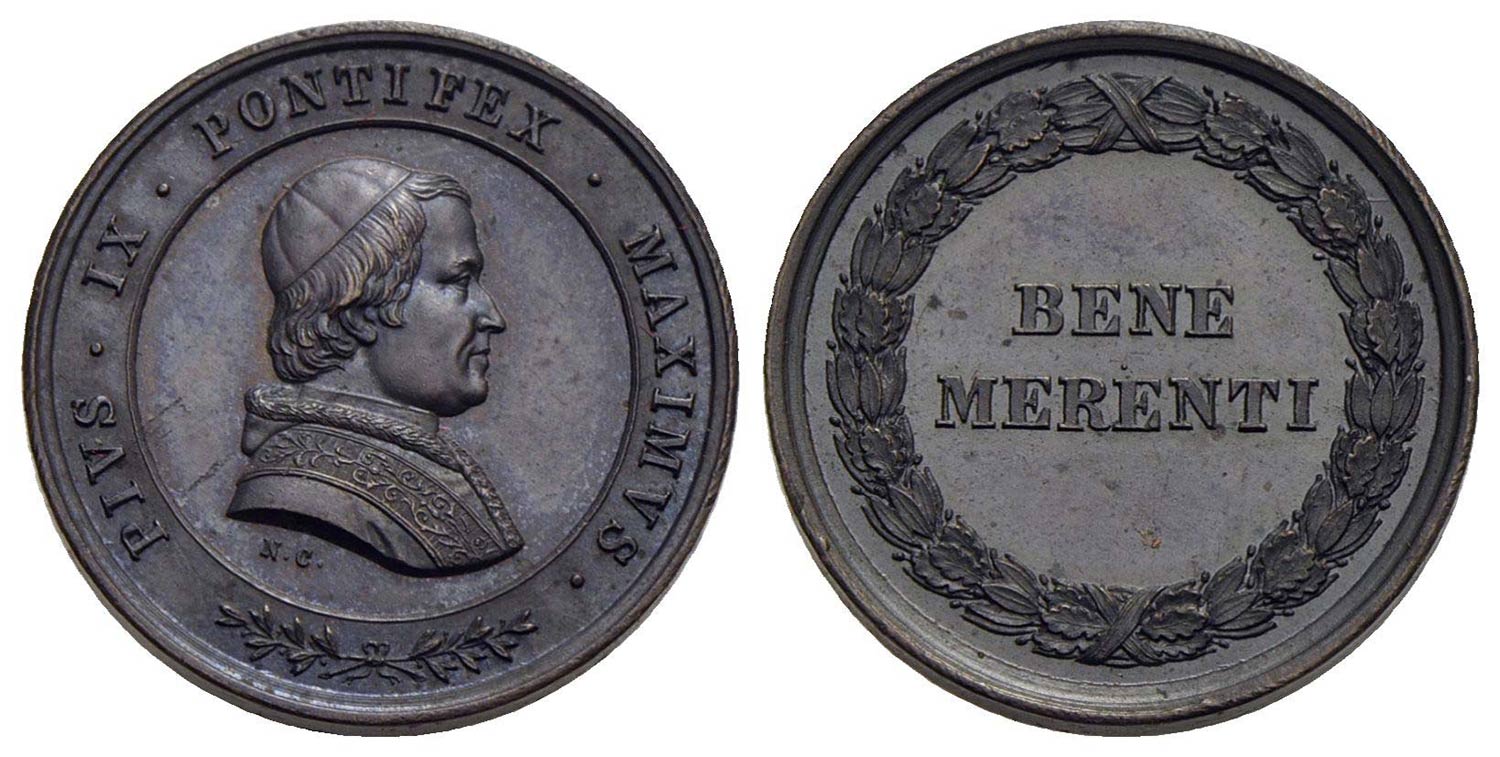 PIVS · IX · PONTIFEX · MAXIMVS ·
N.C.
BENE
MERENTI